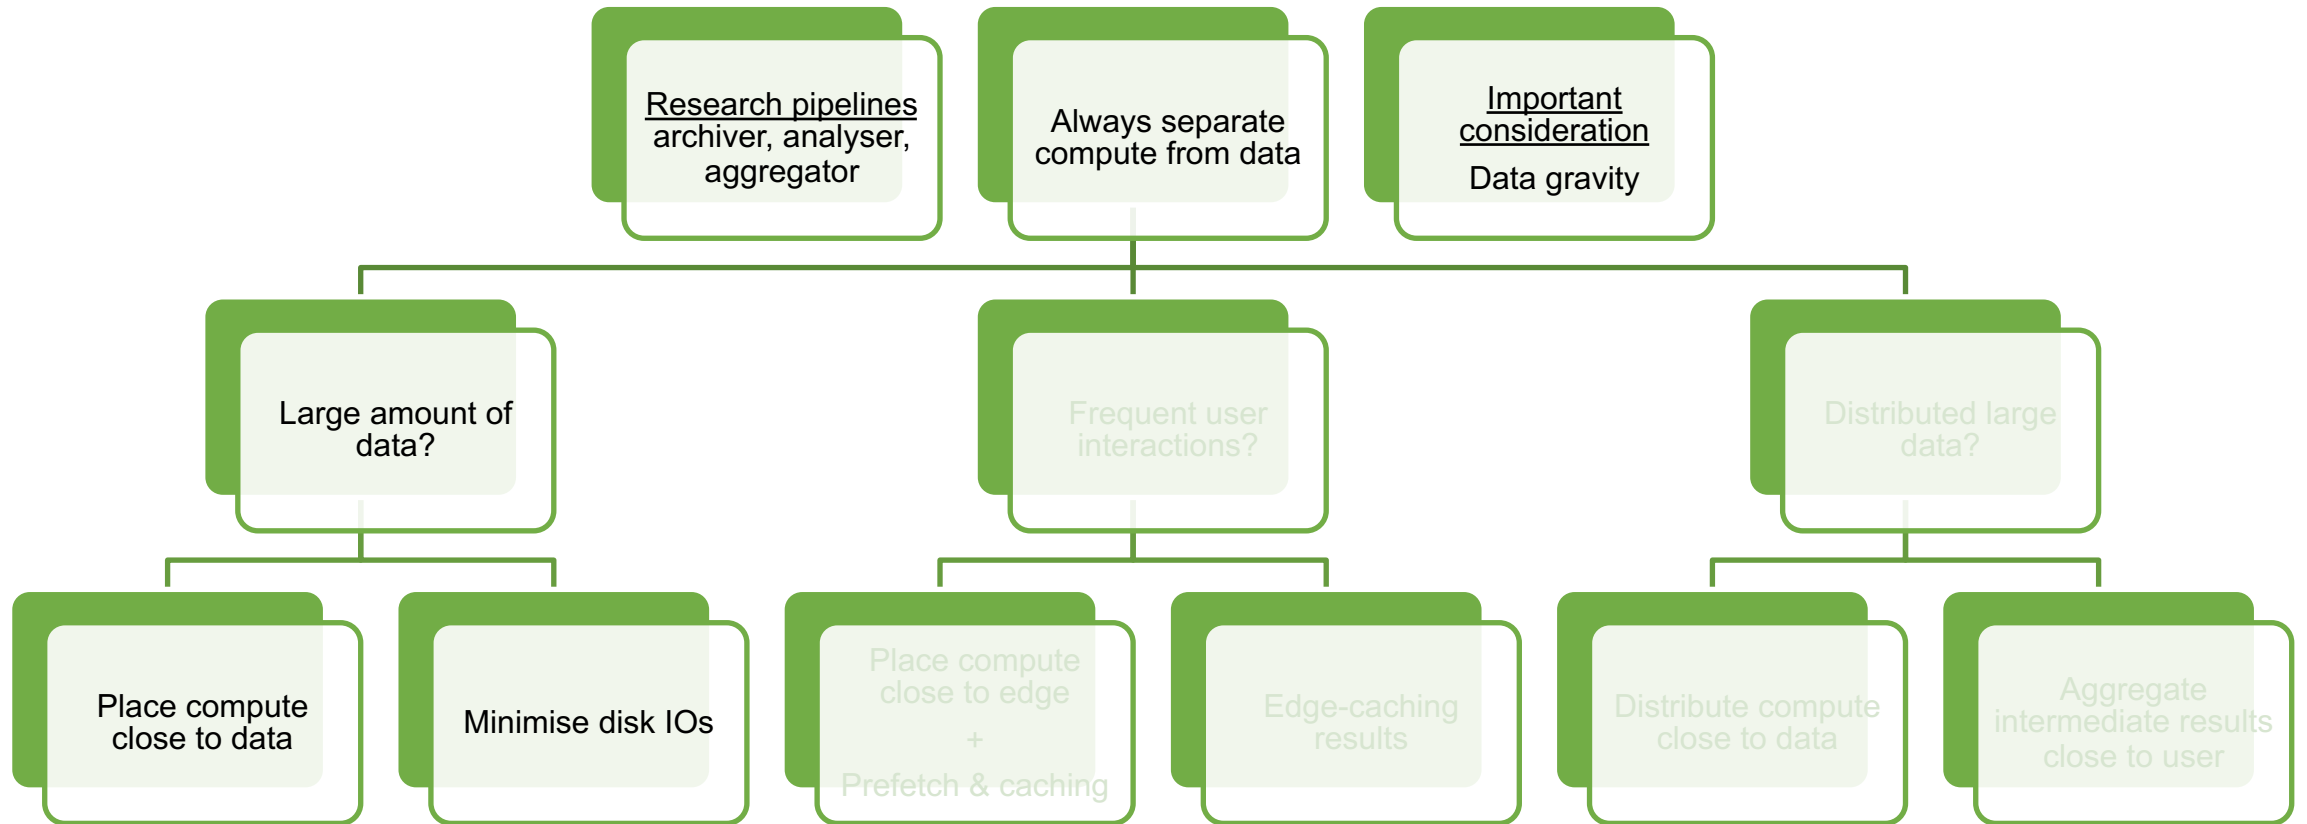 Research pipelines
archiver, analyser,
aggregator
Always separate
compute from data
Important
consideration
Data gravity
Large amount of
data?
Frequent user
interactions?
Distributed large
data?
Place compute
close to data
Minimise disk IOs
Place compute
close to edge
+
Prefetch & caching
Edge-caching
results
Distribute compute
close to data
Aggregate
intermediate results
close to user